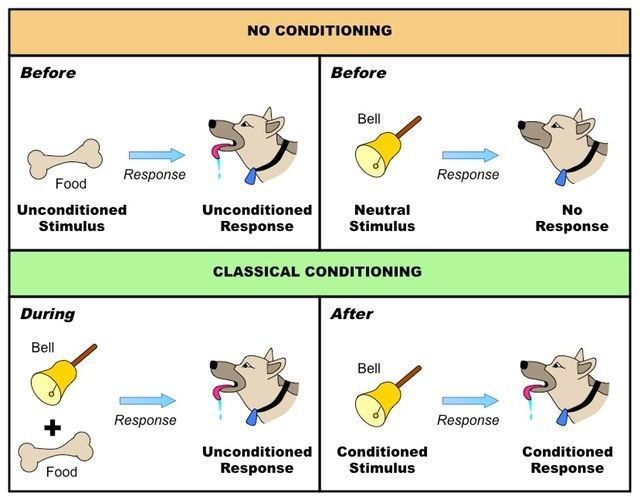 NO CONDITIONING
Before
Food
Response
Unconditioned
Stimulus
Unconditioned
Response
Before
Bell
Response
Neutral
Stimulus
No
Response
CLASSICAL CONDITIONING
During
Bell
+
Food
Response
Unconditioned
Response
After
Bell
Response
Conditioned
Stimulus
Conditioned
Response